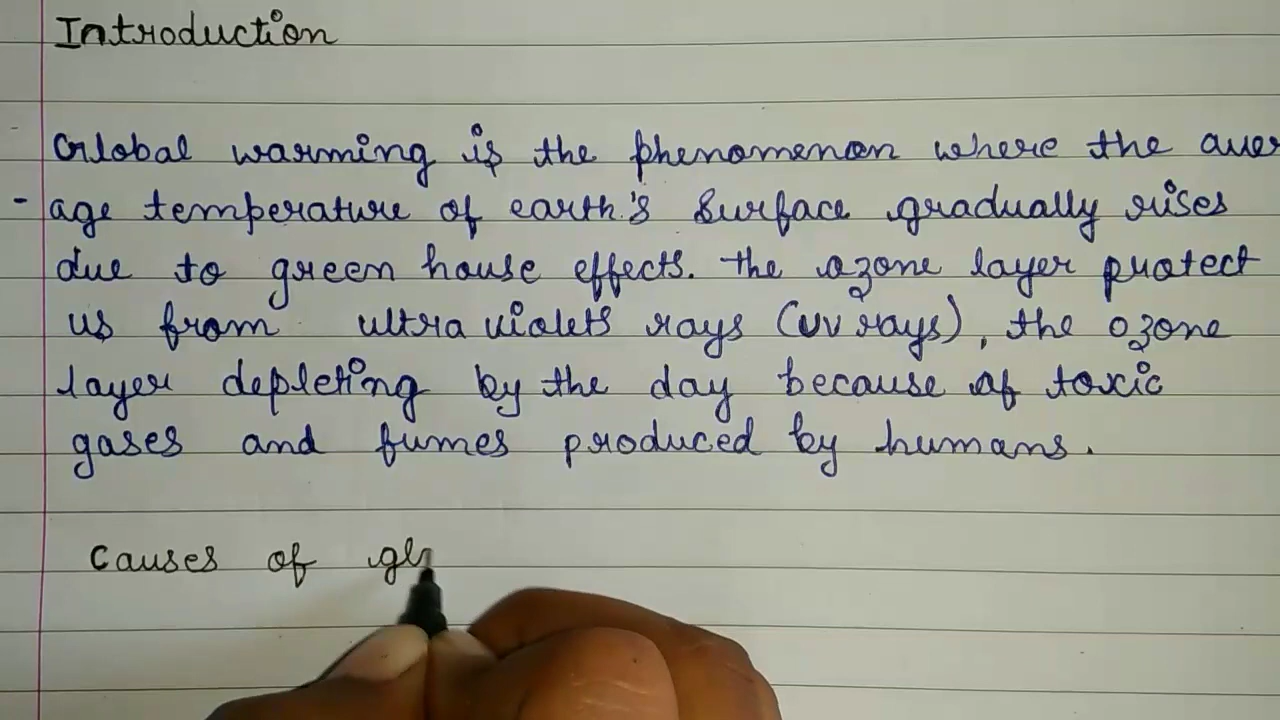 Introduction
Global warming is the phenomenon where the aver
- age temperature of earth's surface gradually rises
due to green house effects. the ozone layer protect
us from ultra violets rays (uv rays), the ozone
layer depleting by the day because of toxic
gases and fumes produced by humans.
Causes of gl